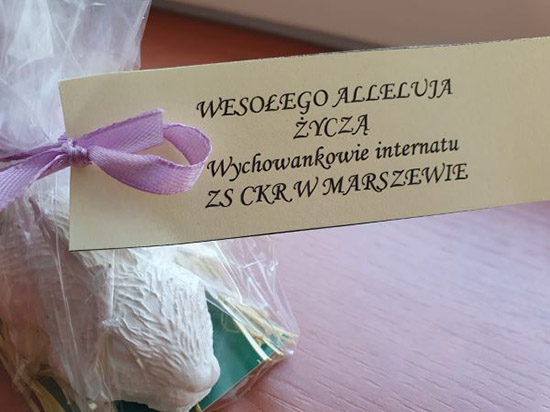 WESOŁEGO ALLELUJA
ŻYCZĄ
Wychowankowie internatu
ZS CKR W MARSZEWIE